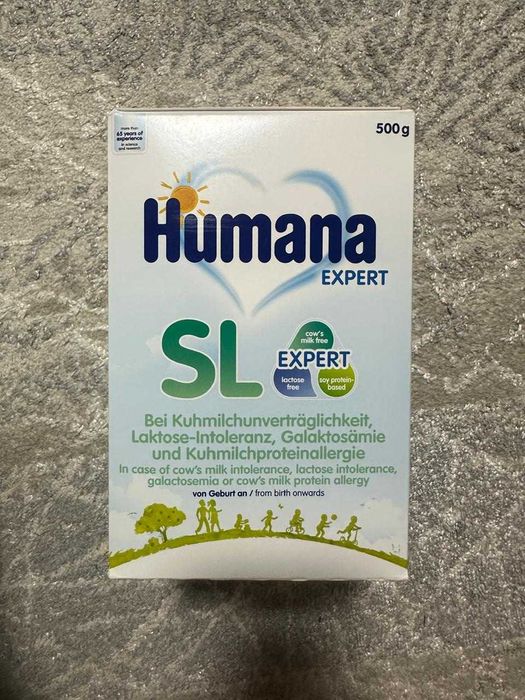 more than
65 years of
experience
in science
and research
500g
Humana
EXPERT
SL
cow's
milk free
EXPERT
lactose
free
soy protein-
based
Bei Kuhmilchunverträglichkeit,
Laktose-Intoleranz, Galaktosämie
und Kuhmilchproteinallergie
In case of cow's milk intolerance, lactose intolerance,
galactosemia or cow's milk protein allergy
von Geburt an / from birth onwards